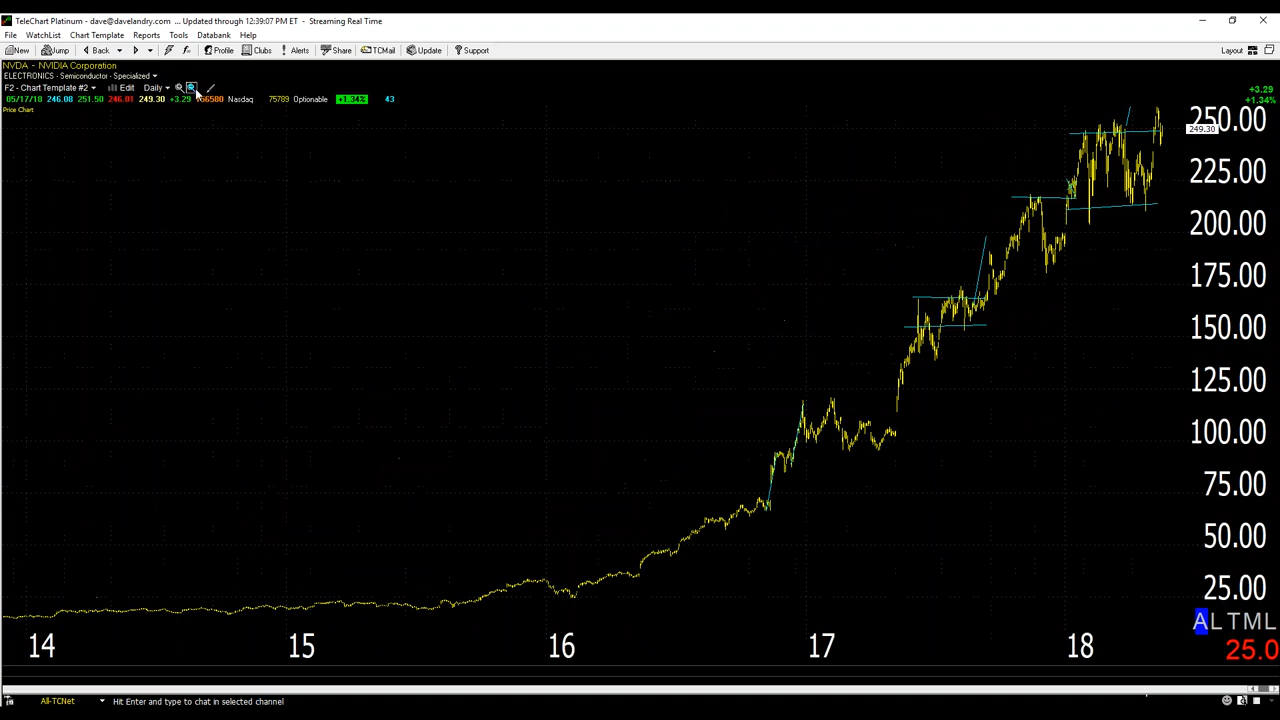 TeleChart Platinum - dave@davelandry.com ... Updated through 12:39:07 PM ET - Streaming Real Time
File WatchList Chart Template Reports Tools Databank Help
New Jump Back Profile Clubs Alerts Share TCMail Update Support Layout
NVDA - NVIDIA Corporation
ELECTRONICS - Semiconductor - Specialized
F2 - Chart Template #2 Edit Daily
+3.29
05/17/18 246.08 251.50 246.01 249.30 +3.29 Nasdaq 75789 Optionable +1.34% 43
+1.34%
Price Chart
250.00
249.30
225.00
200.00
175.00
150.00
125.00
100.00
75.00
50.00
25.00
A L T M L
14 15 16 17 18
25.0
All-TCNet Hit Enter and type to chat in selected channel